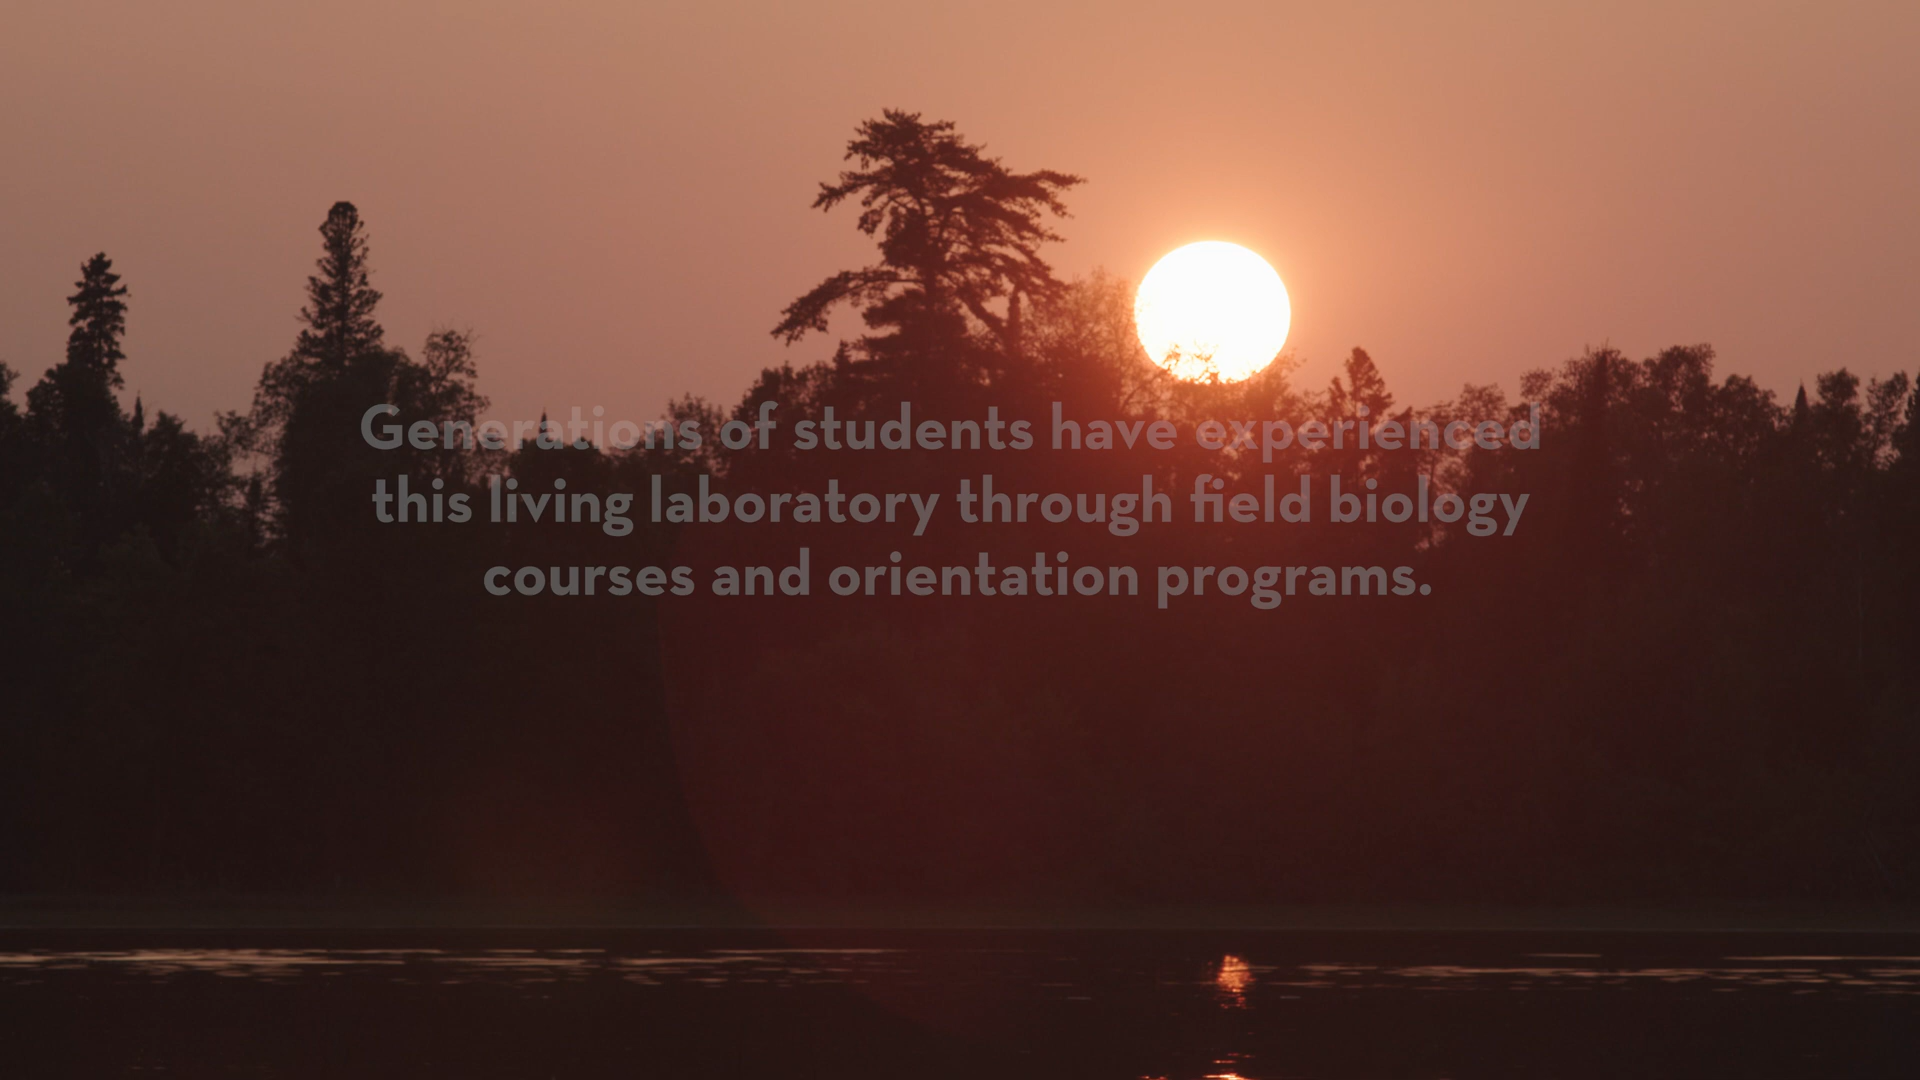 Generations of students have experienced
this living laboratory through field biology
courses and orientation programs.